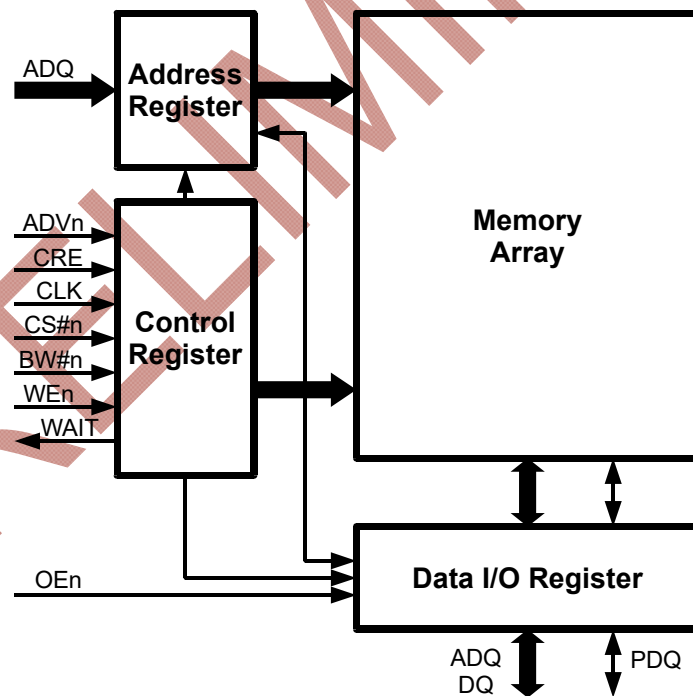 ADQ
Address
Register
Memory
Array
ADVn
CRE
CLK
CS#n
BW#n
WEn
WAIT
Control
Register
OEn
Data I/O Register
ADQ
DQ
PDQ